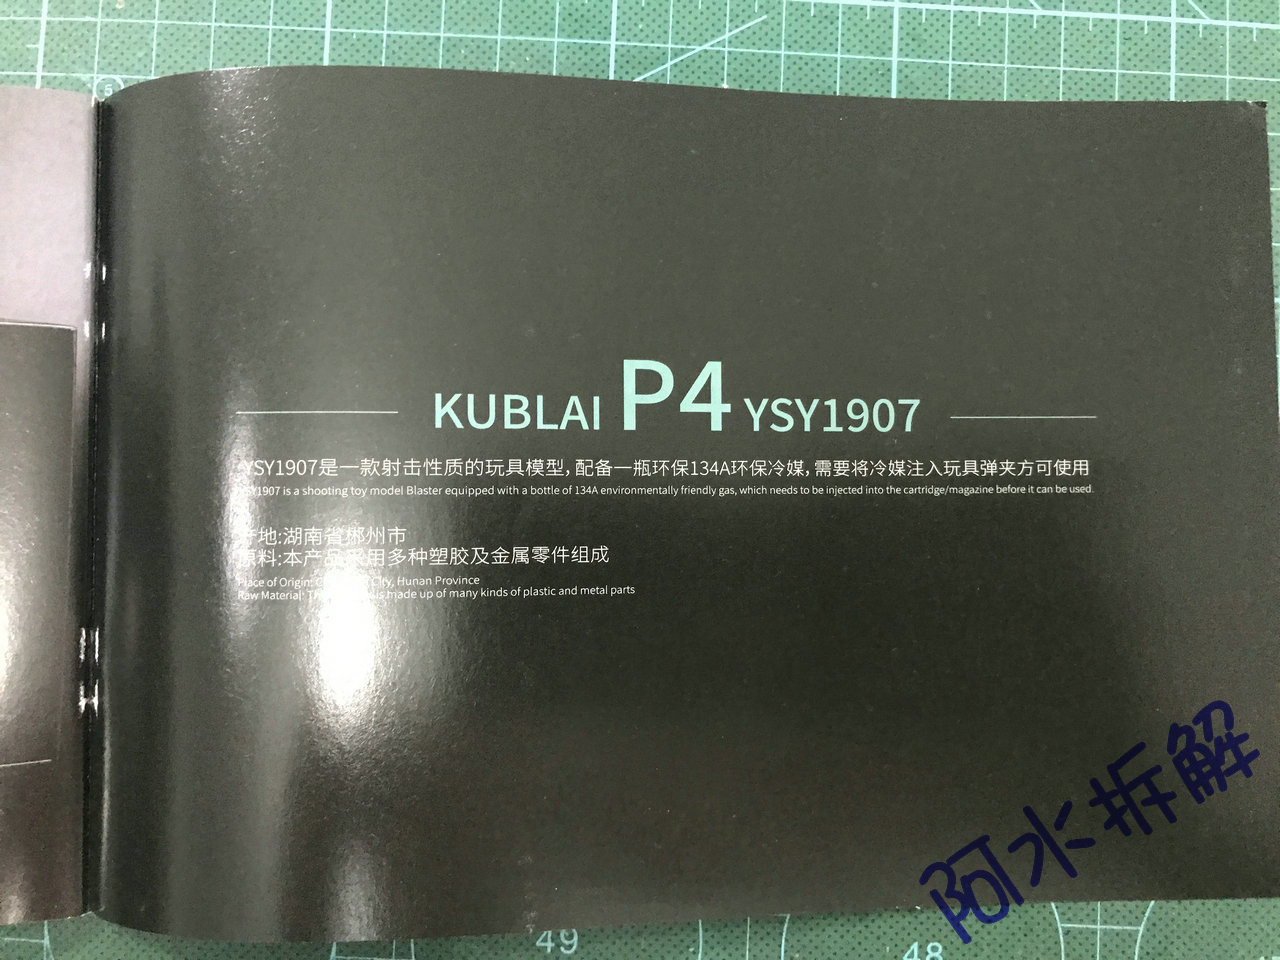 KUBLAI P4 YSY1907
YSY1907是一款射击性质的玩具模型，配备一瓶环保134A环保冷媒，需要将冷媒注入玩具弹夹方可使用
YSY1907 is a shooting toy model Blaster equipped with a bottle of 134A environmentally friendly gas, which needs to be injected into the cartridge/magazine before it can be used.
产地:湖南省郴州市
原料:本产品采用多种塑胶及金属零件组成
Place of Origin: City, Hunan Province
Raw Material: is made up of many kinds of plastic and metal parts
阿水拆解
5
49
48